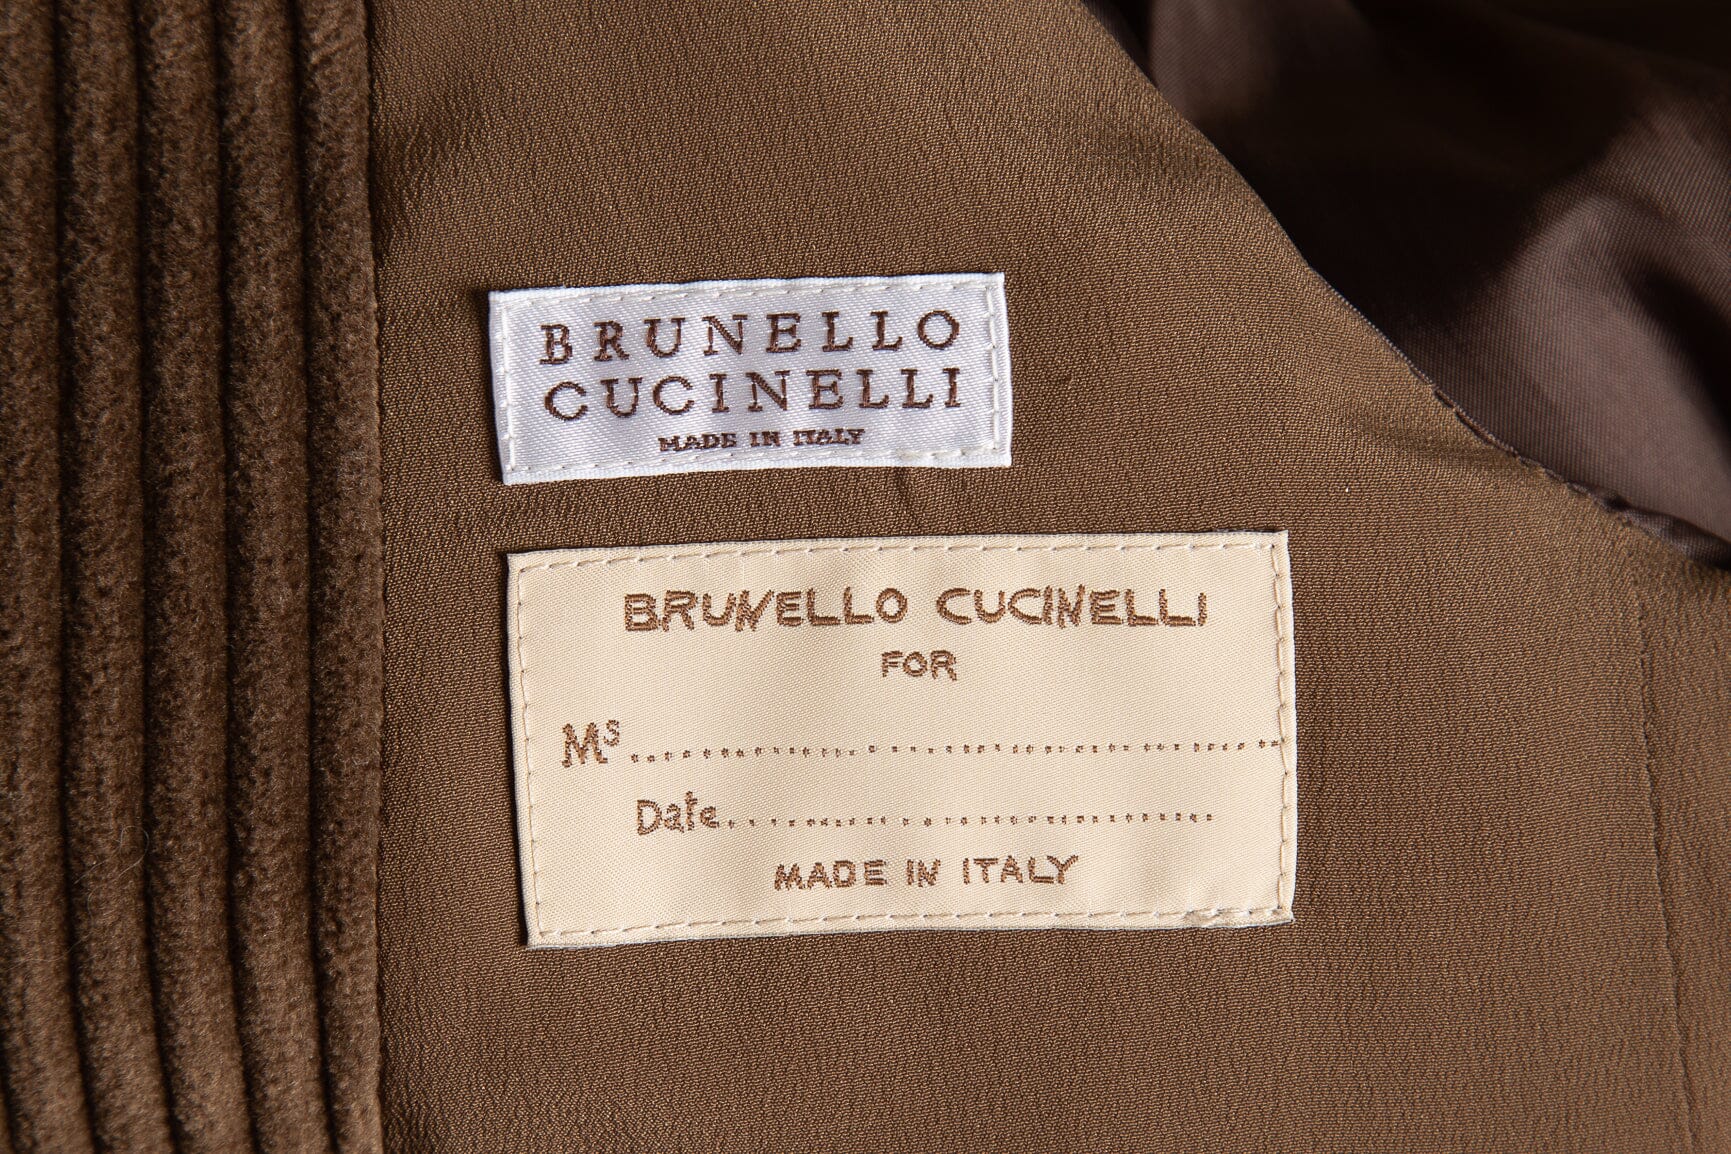 BRUNELLO
CUCINELLI
MADE IN ITALY
BRUNELLO CUCINELLI
FOR
Ms............................................
Date................................
MADE IN ITALY